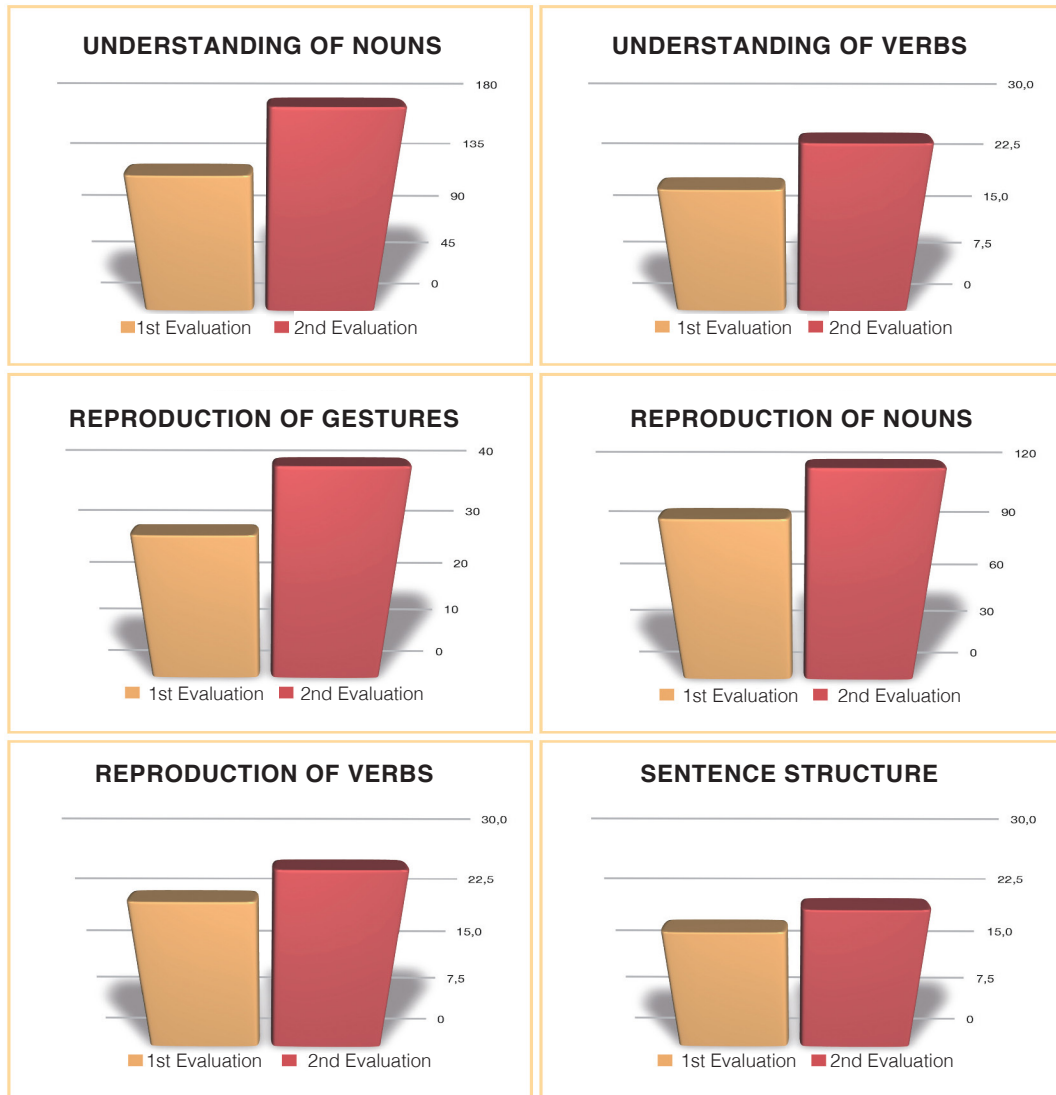 UNDERSTANDING OF NOUNS
180
135
90
45
0
1st Evaluation 2nd Evaluation
UNDERSTANDING OF VERBS
30,0
22,5
15,0
7,5
0
1st Evaluation 2nd Evaluation
REPRODUCTION OF GESTURES
40
30
20
10
0
1st Evaluation 2nd Evaluation
REPRODUCTION OF NOUNS
120
90
60
30
0
1st Evaluation 2nd Evaluation
REPRODUCTION OF VERBS
30,0
22,5
15,0
7,5
0
1st Evaluation 2nd Evaluation
SENTENCE STRUCTURE
30,0
22,5
15,0
7,5
0
1st Evaluation 2nd Evaluation